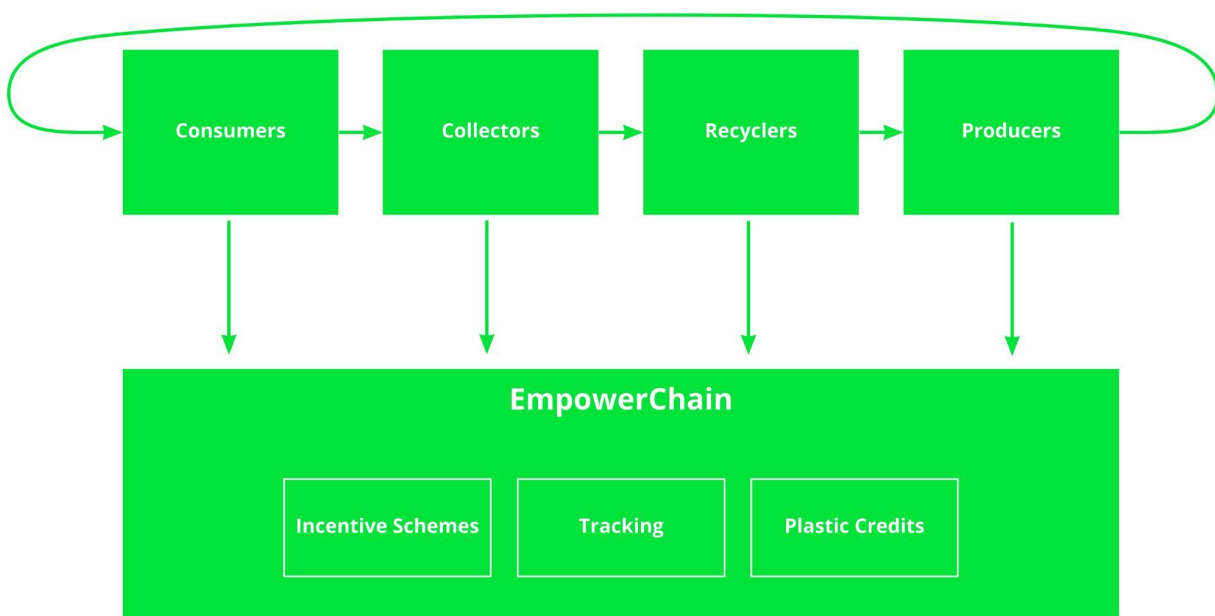 Consumers
Collectors
Recyclers
Producers
EmpowerChain
Incentive Schemes
Tracking
Plastic Credits